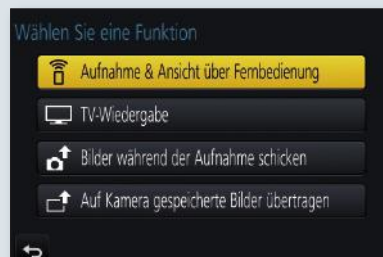 Wählen Sie eine Funktion
Aufnahme & Ansicht über Fernbedienung
TV-Wiedergabe
Bilder während der Aufnahme schicken
Auf Kamera gespeicherte Bilder übertragen